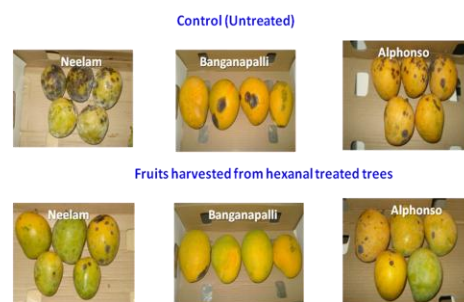 Control (Untreated)
Neelam
Banganapalli
Alphonso
Fruits harvested from hexanal treated trees
Neelam
Banganapalli
Alphonso